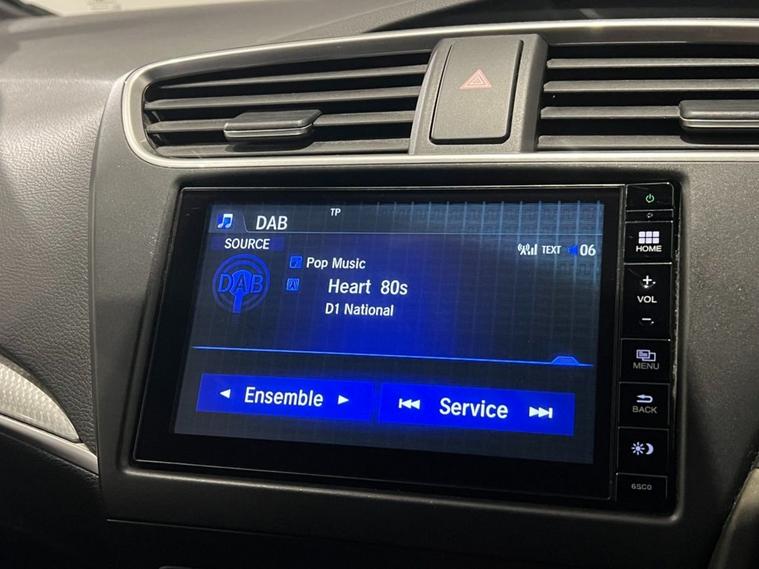 TP
DAB
SOURCE
TEXT 06
DAB
Pop Music
Heart 80s
D1 National
Ensemble
Service
HOME
+
VOL
−
MENU
BACK
6SC0